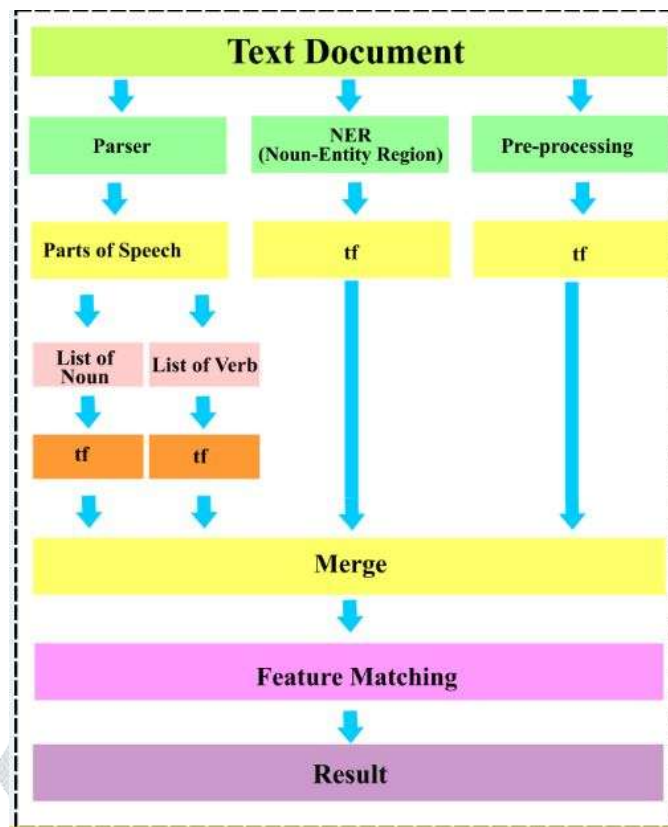 Text Document
Parser
NER
(Noun-Entity Region)
Pre-processing
Parts of Speech
tf
tf
List of
Noun
List of Verb
tf
tf
Merge
Feature Matching
Result